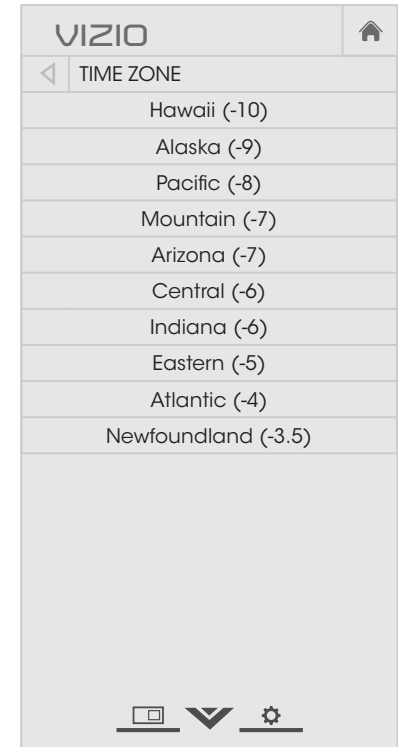 VIZIO
TIME ZONE
Hawaii (-10)
Alaska (-9)
Pacific (-8)
Mountain (-7)
Arizona (-7)
Central (-6)
Indiana (-6)
Eastern (-5)
Atlantic (-4)
Newfoundland (-3.5)